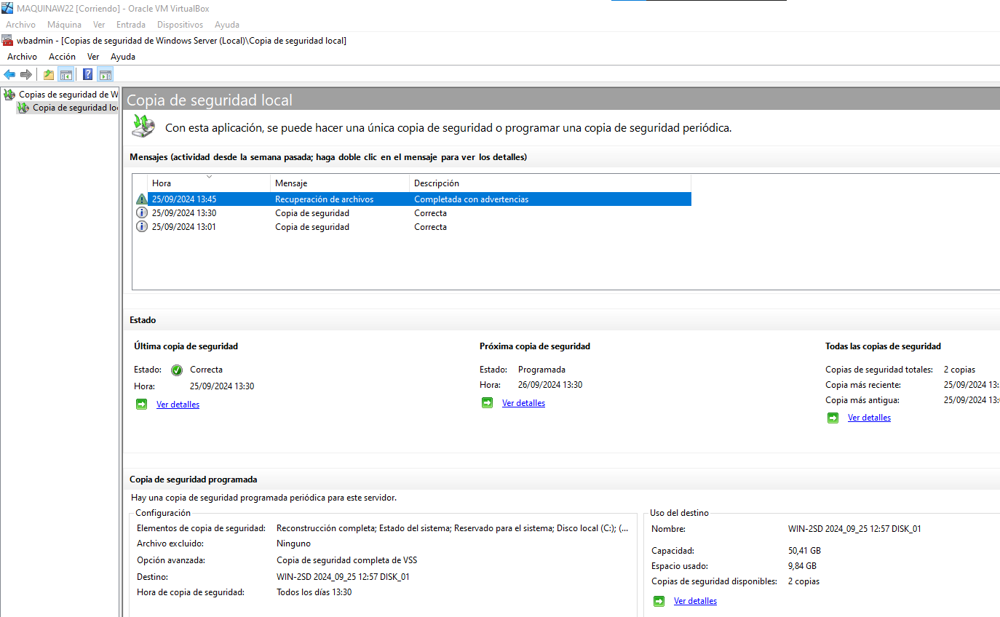 MAQUINAW22 [Corriendo] - Oracle VM VirtualBox
Archivo Máquina Ver Entrada Dispositivos Ayuda
wbadmin - [Copias de seguridad de Windows Server (Local)\Copia de seguridad local]
Archivo Acción Ver Ayuda
Copias de seguridad de W
Copia de seguridad lo
Copia de seguridad local
Con esta aplicación, se puede hacer una única copia de seguridad o programar una copia de seguridad periódica.
Mensajes (actividad desde la semana pasada; haga doble clic en el mensaje para ver los detalles)
Hora Mensaje Descripción
25/09/2024 13:45 Recuperación de archivos Completada con advertencias
25/09/2024 13:30 Copia de seguridad Correcta
25/09/2024 13:01 Copia de seguridad Correcta
Estado
Última copia de seguridad
Estado: Correcta
Hora: 25/09/2024 13:30
Ver detalles
Próxima copia de seguridad
Estado: Programada
Hora: 26/09/2024 13:30
Ver detalles
Todas las copias de seguridad
Copias de seguridad totales: 2 copias
Copia más reciente: 25/09/2024 13:
Copia más antigua: 25/09/2024 13:
Ver detalles
Copia de seguridad programada
Hay una copia de seguridad programada periódica para este servidor.
Configuración
Elementos de copia de seguridad: Reconstrucción completa; Estado del sistema; Reservado para el sistema; Disco local (C:); (...
Archivo excluido: Ninguno
Opción avanzada: Copia de seguridad completa de VSS
Destino: WIN-2SD 2024_09_25 12:57 DISK_01
Hora de copia de seguridad: Todos los días 13:30
Uso del destino
Nombre: WIN-2SD 2024_09_25 12:57 DISK_01
Capacidad: 50,41 GB
Espacio usado: 9,84 GB
Copias de seguridad disponibles: 2 copias
Ver detalles